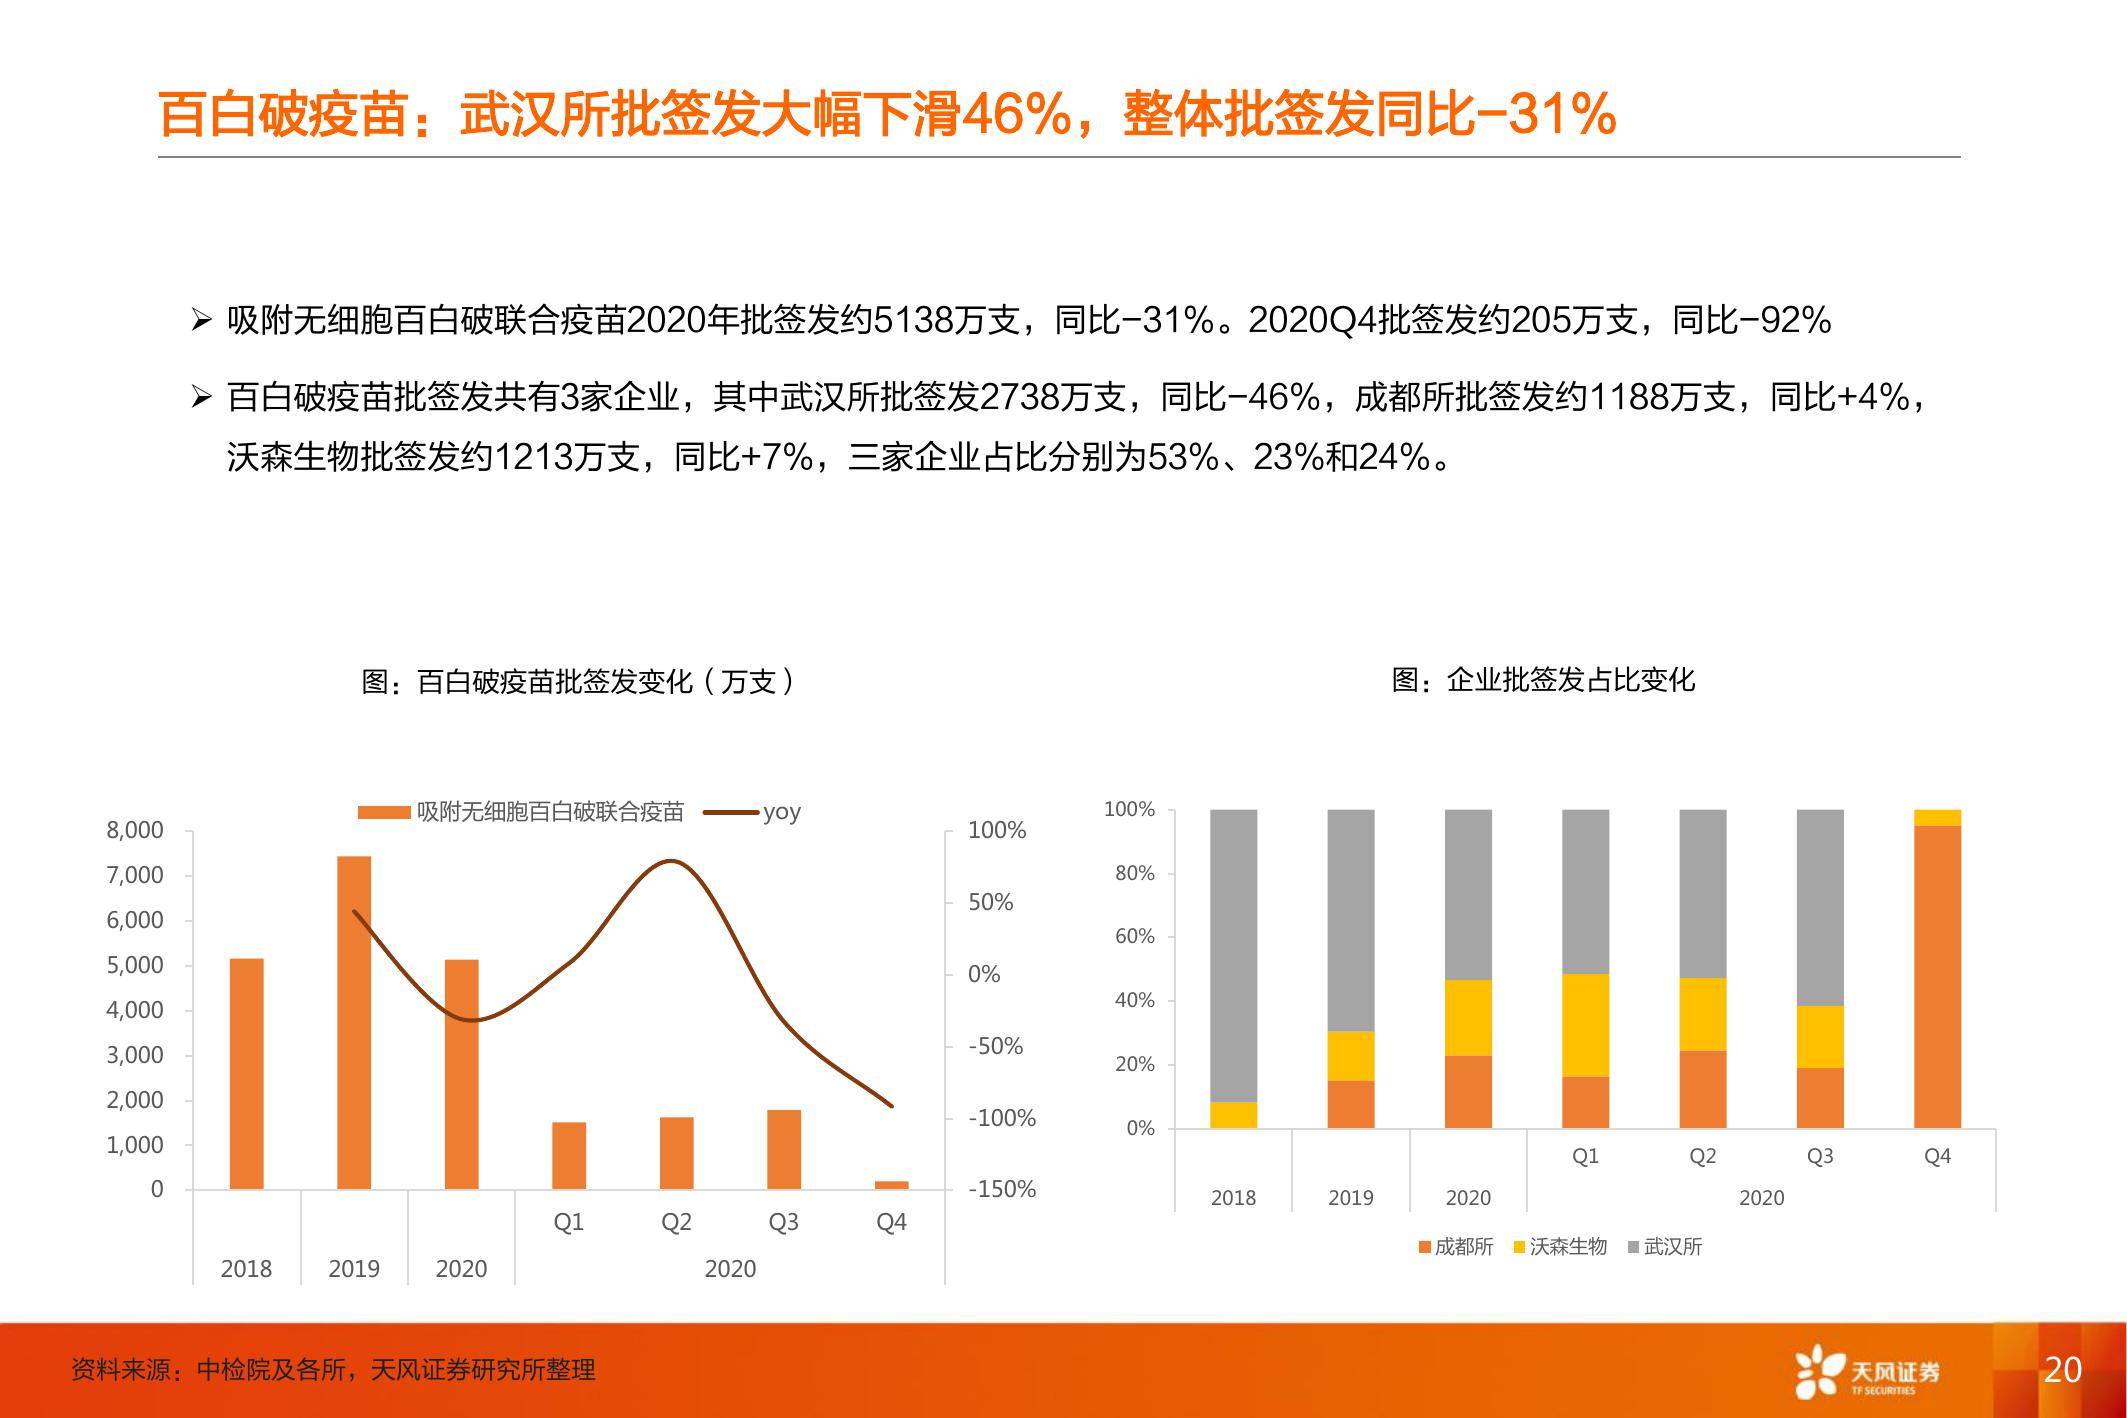 百白破疫苗：武汉所批签发大幅下滑46%，整体批签发同比-31%
吸附无细胞百白破联合疫苗2020年批签发约5138万支，同比-31%。2020Q4批签发约205万支，同比-92%
百白破疫苗批签发共有3家企业，其中武汉所批签发2738万支，同比-46%，成都所批签发约1188万支，同比+4%，
沃森生物批签发约1213万支，同比+7%，三家企业占比分别为53%、23%和24%。
图：百白破疫苗批签发变化（万支）
吸附无细胞百白破联合疫苗 yoy
8,000
7,000
6,000
5,000
4,000
3,000
2,000
1,000
0
100%
50%
0%
-50%
-100%
-150%
Q1 Q2 Q3 Q4
2018 2019 2020 2020
图：企业批签发占比变化
100%
80%
60%
40%
20%
0%
Q1 Q2 Q3 Q4
2018 2019 2020 2020
成都所 沃森生物 武汉所
资料来源：中检院及各所，天风证券研究所整理
天风证券
TF SECURITIES
20